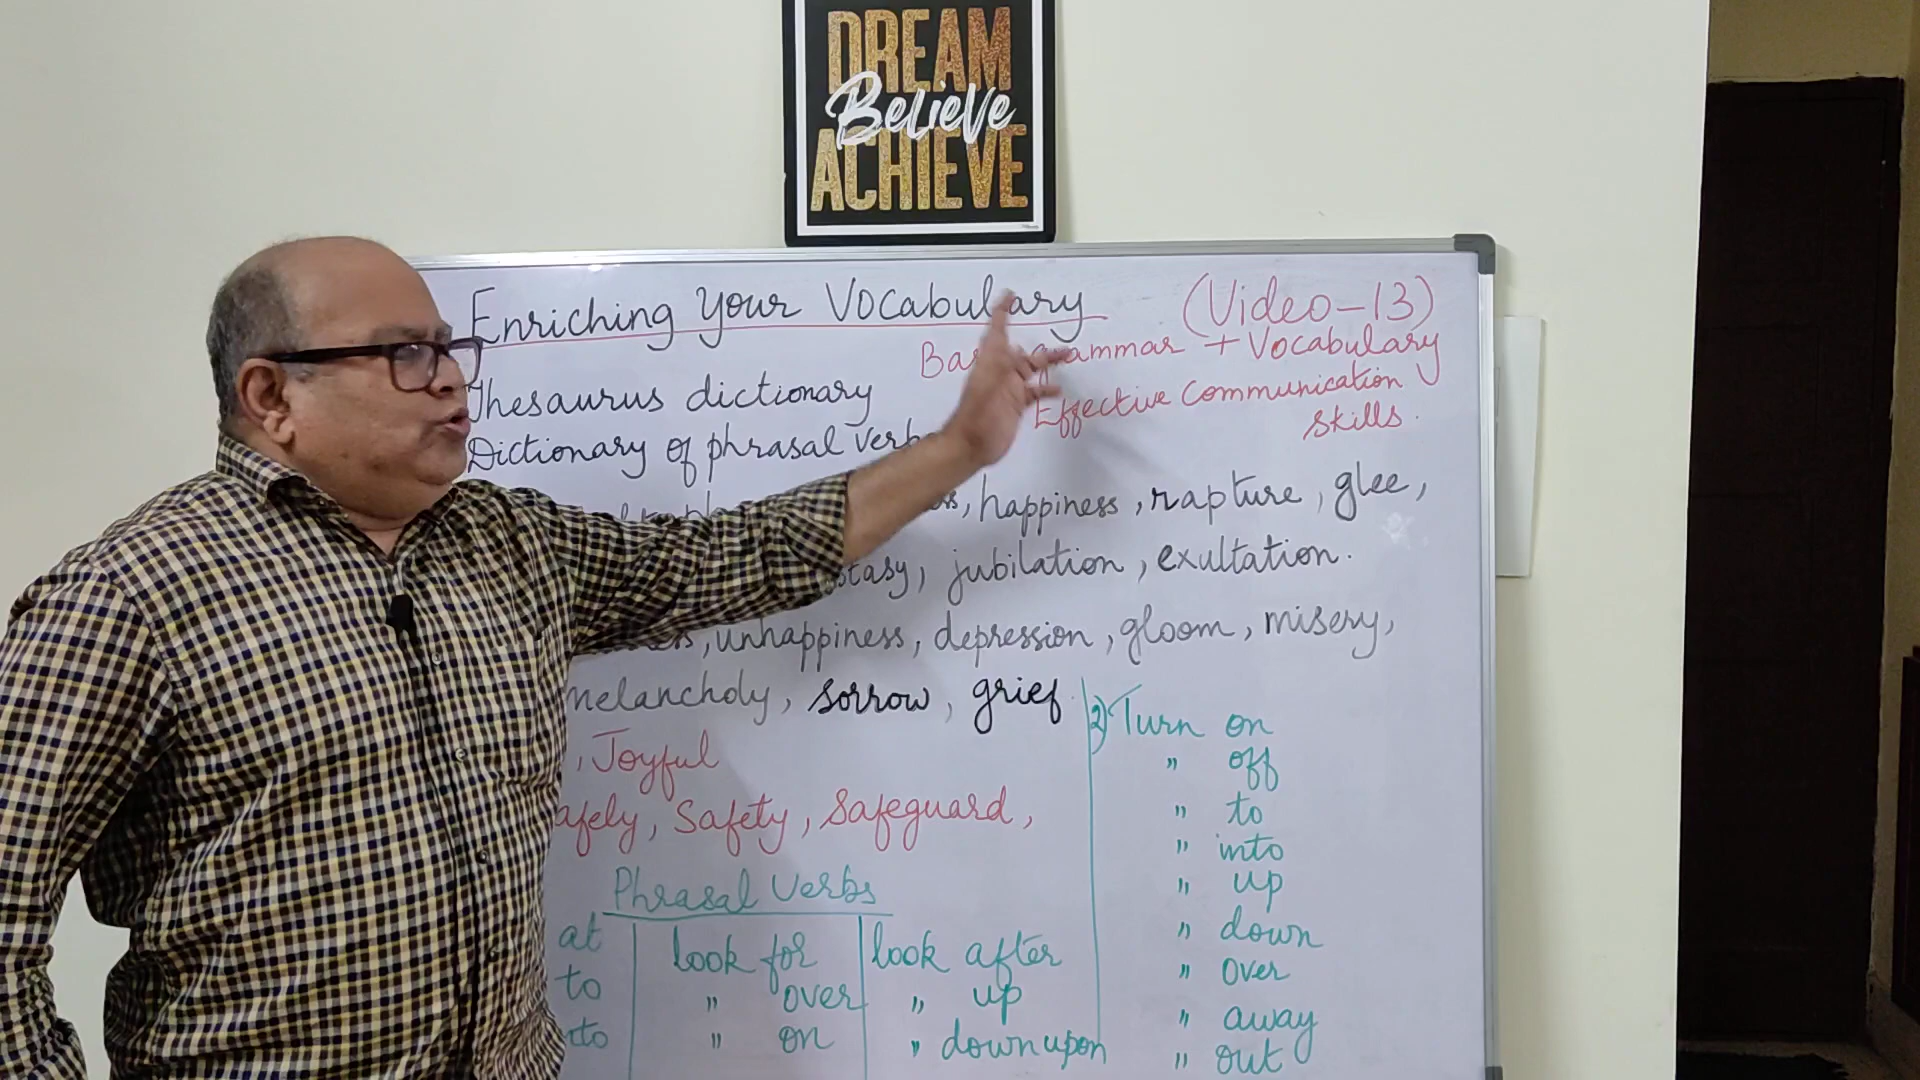 DREAM
Believe
ACHIEVE
Enriching Your Vocabulary (Video-13)
grammar + Vocabulary
Thesaurus dictionary
Effective Communication
skills.
Dictionary of phrasal
, happiness, rapture, glee,
, jubilation, exultation.
, unhappiness, depression, gloom, misery,
melancholy, sorrow, grief.
, Joyful
Safety, Safeguard,
Phrasal Verbs
at
to
look for
" over
" on
look after
" up
" down upon
2) Turn on
" off
" to
" into
" up
" down
" over
" away
" out